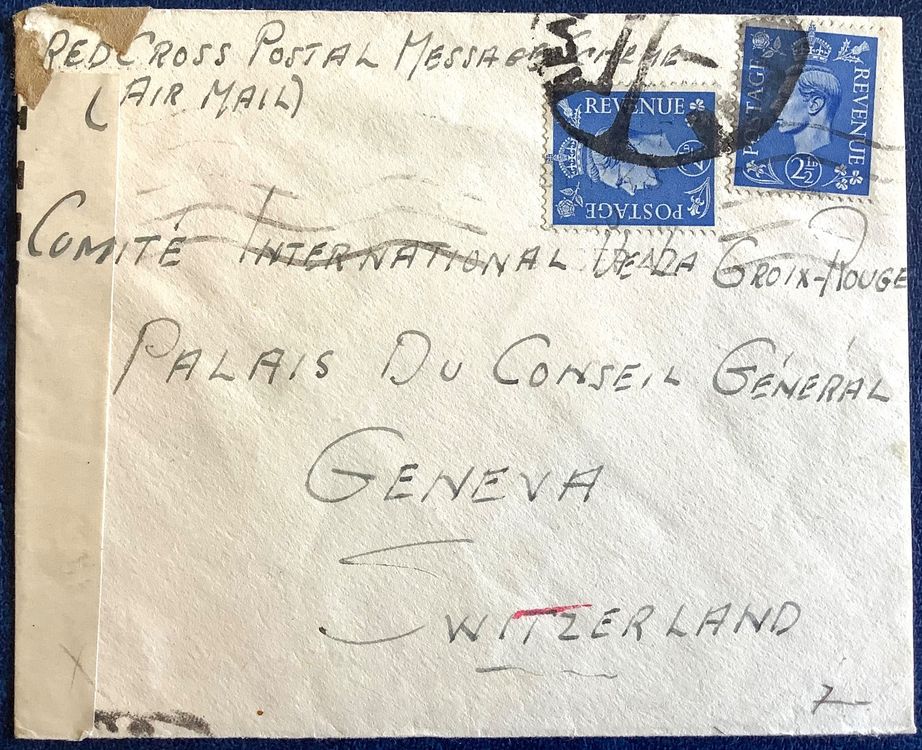 RED CROSS POSTAL MESSAGE SCHEME
(AIR MAIL)
POSTAGE
REVENUE
2½D
REVENUE
POSTAGE
COMITÉ INTERNATIONAL DE LA CROIX-ROUGE
PALAIS DU CONSEIL GÉNÉRAL
GENEVA
SWITZERLAND
7